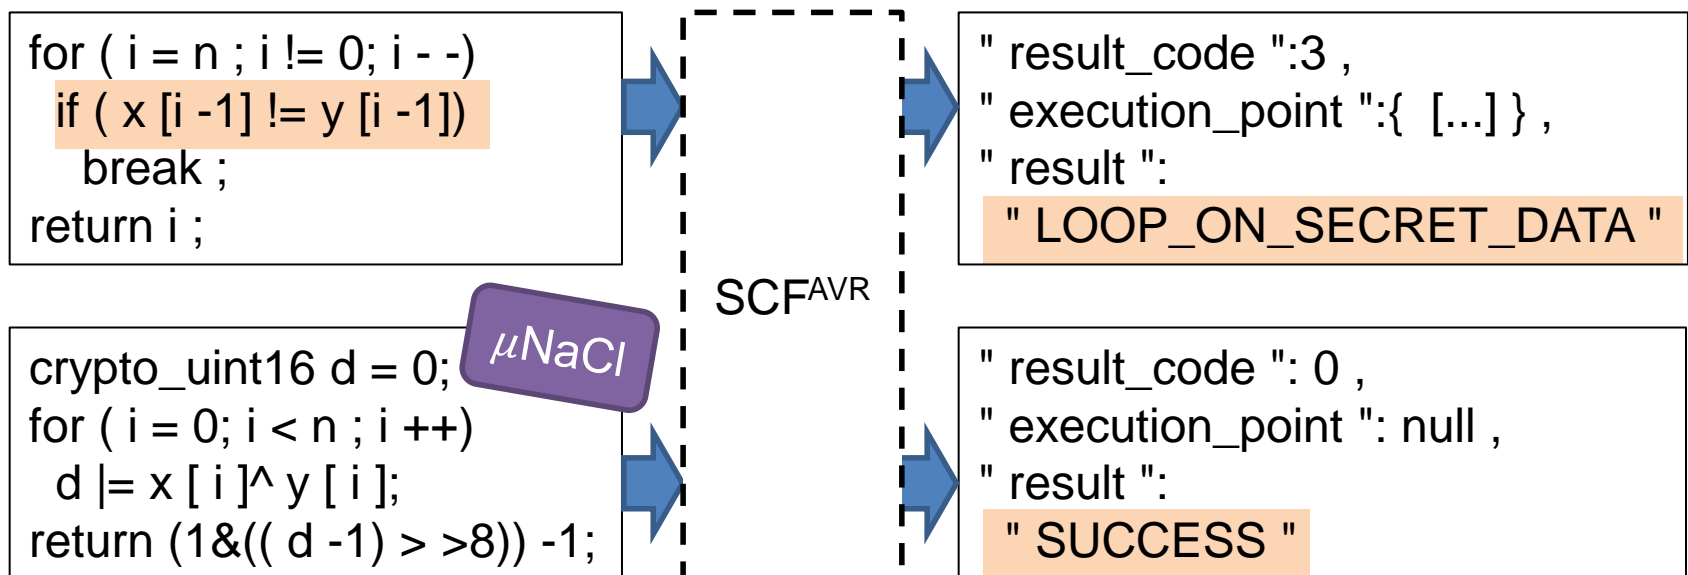 for ( i = n ; i != 0; i - -)
if ( x [i -1] != y [i -1])
break ;
return i ;
" result_code ":3 ,
" execution_point ":{ [...] } ,
" result ":
" LOOP_ON_SECRET_DATA "
SCFAVR
μNaCl
crypto_uint16 d = 0;
for ( i = 0; i < n ; i ++)
d |= x [ i ]^ y [ i ];
return (1&(( d -1) > >8)) -1;
" result_code ": 0 ,
" execution_point ": null ,
" result ":
" SUCCESS "